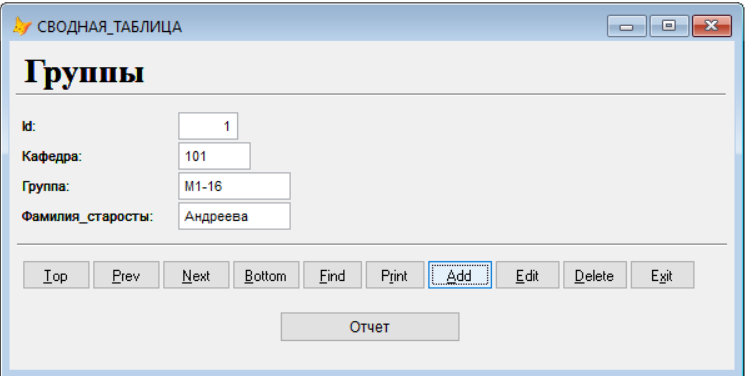 СВОДНАЯ_ТАБЛИЦА
Группы
Id: 1
Кафедра: 101
Группа: М1-16
Фамилия_старосты: Андреева
Top Prev Next Bottom Find Print Add Edit Delete Exit
Отчет